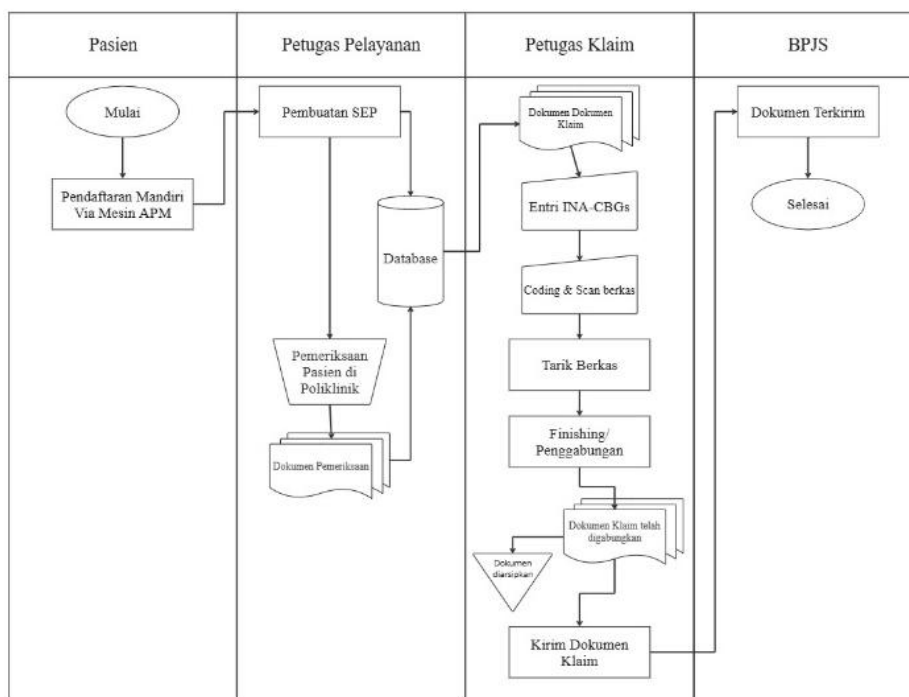 Pasien
Petugas Pelayanan
Petugas Klaim
BPJS
Mulai
Pendaftaran Mandiri
Via Mesin APM
Pembuatan SEP
Database
Pemeriksaan
Pasien di
Poliklinik
Dokumen Pemeriksaan
Dokumen Dokumen
Klaim
Entri INA-CBGs
Coding & Scan berkas
Tarik Berkas
Finishing/
Penggabungan
Dokumen Klaim telah
digabungkan
Dokumen
diarsipkan
Kirim Dokumen
Klaim
Dokumen Terkirim
Selesai